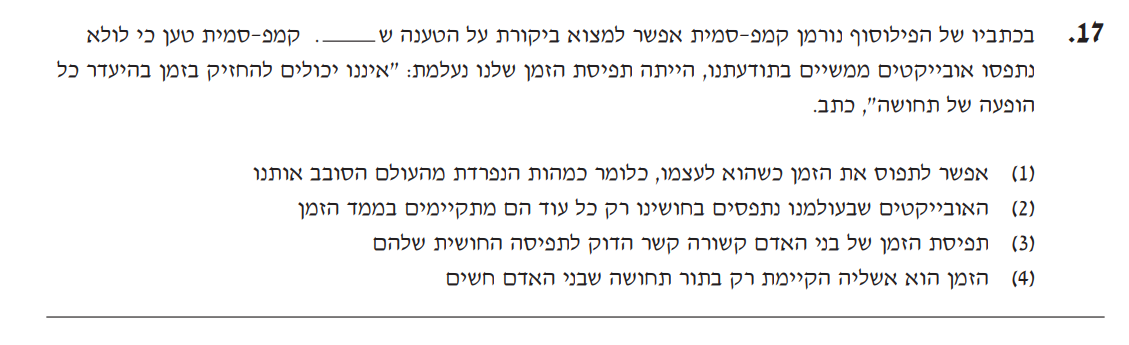 17. בכתביו של הפילוסוף נורמן קמפ-סמית אפשר למצוא ביקורת על הטענה ש_____. קמפ-סמית טען כי לולא
נתפסו אובייקטים ממשיים בתודעתנו, הייתה תפיסת הזמן שלנו נעלמת: "איננו יכולים להחזיק בזמן בהיעדר כל
הופעה של תחושה", כתב.
(1) אפשר לתפוס את הזמן כשהוא לעצמו, כלומר כמהות הנפרדת מהעולם הסובב אותנו
(2) האובייקטים שבעולמנו נתפסים בחושינו רק כל עוד הם מתקיימים בממד הזמן
(3) תפיסת הזמן של בני האדם קשורה קשר הדוק לתפיסה החושית שלהם
(4) הזמן הוא אשליה הקיימת רק בתור תחושה שבני האדם חשים